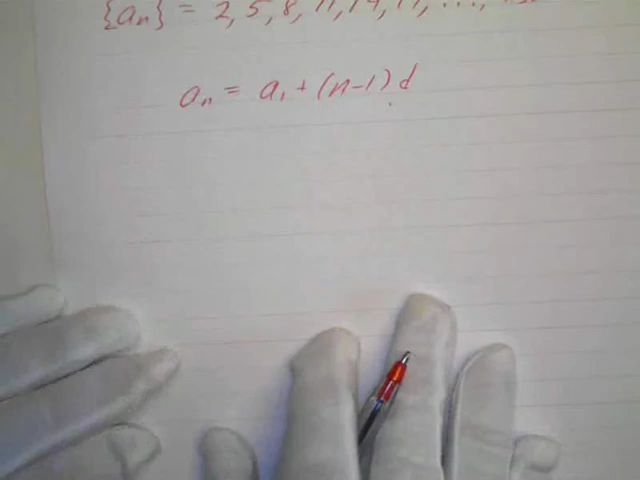 {aₙ} = 2, 5, 8, 11, 14, 17, ...,
aₙ = a₁ + (n-1) d